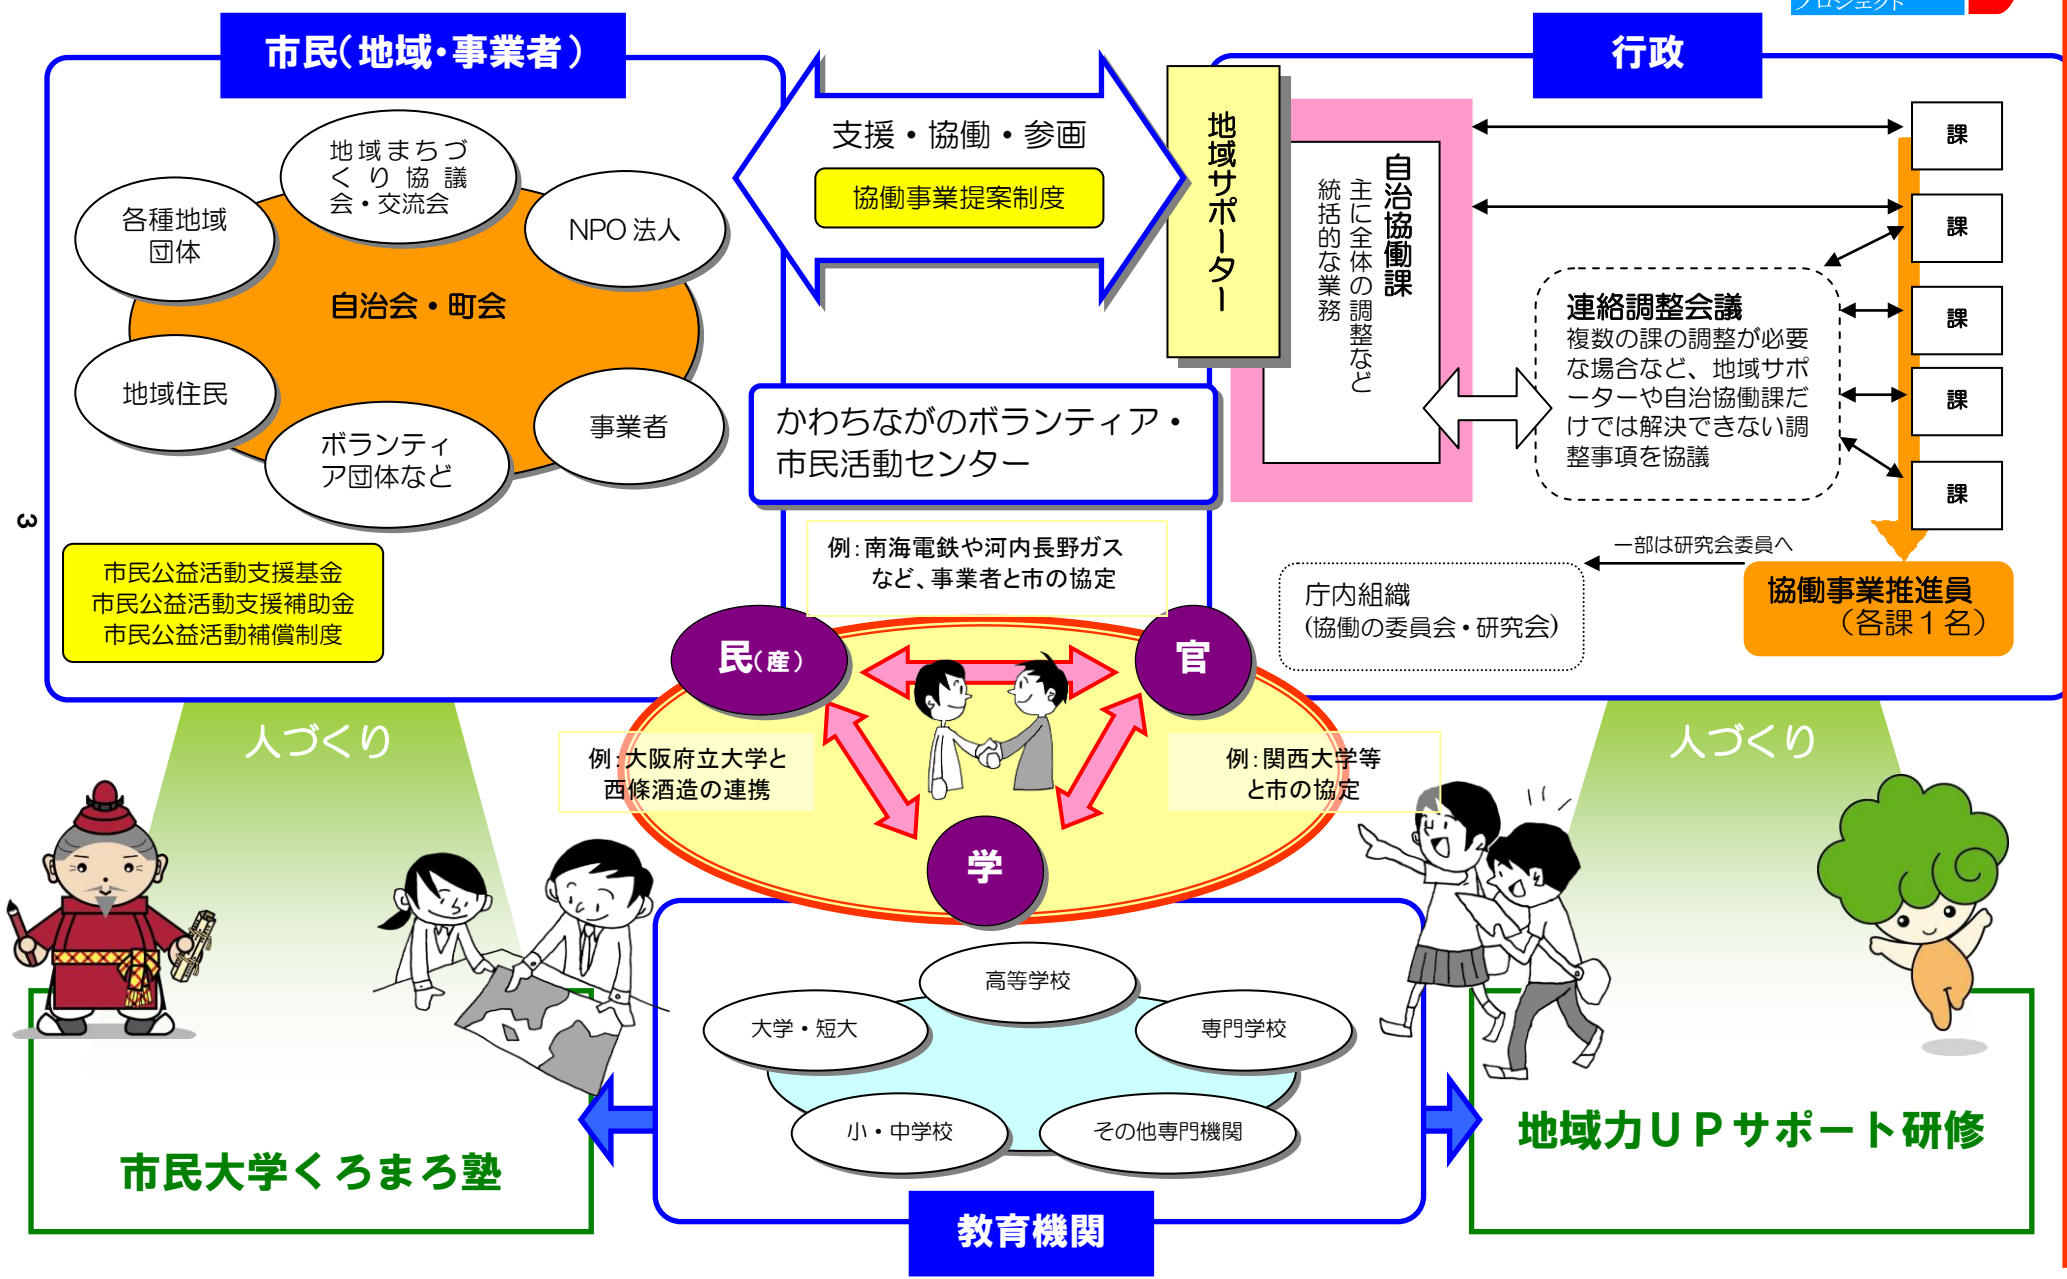 プロジェクト
市民(地域・事業者)
行政
地域まちづ
くり協議
会・交流会
各種地域
団体
NPO法人
自治会・町会
地域住民
ボランティ
ア団体など
事業者
市民公益活動支援基金
市民公益活動支援補助金
市民公益活動補償制度
支援・協働・参画
協働事業提案制度
地域サポーター
自治協働課
主に全体の調整など
統括的な業務
課
課
課
課
課
連絡調整会議
複数の課の調整が必要
な場合など、地域サポ
ーターや自治協働課だ
けでは解決できない調
整事項を協議
かわちながのボランティア・
市民活動センター
一部は研究会委員へ
庁内組織
(協働の委員会・研究会)
協働事業推進員
(各課1名)
例:南海電鉄や河内長野ガス
など、事業者と市の協定
民(産)
官
学
例:大阪府立大学と
西條酒造の連携
例:関西大学等
と市の協定
人づくり
人づくり
高等学校
大学・短大
専門学校
小・中学校
その他専門機関
教育機関
市民大学くろまろ塾
地域力UPサポート研修
3